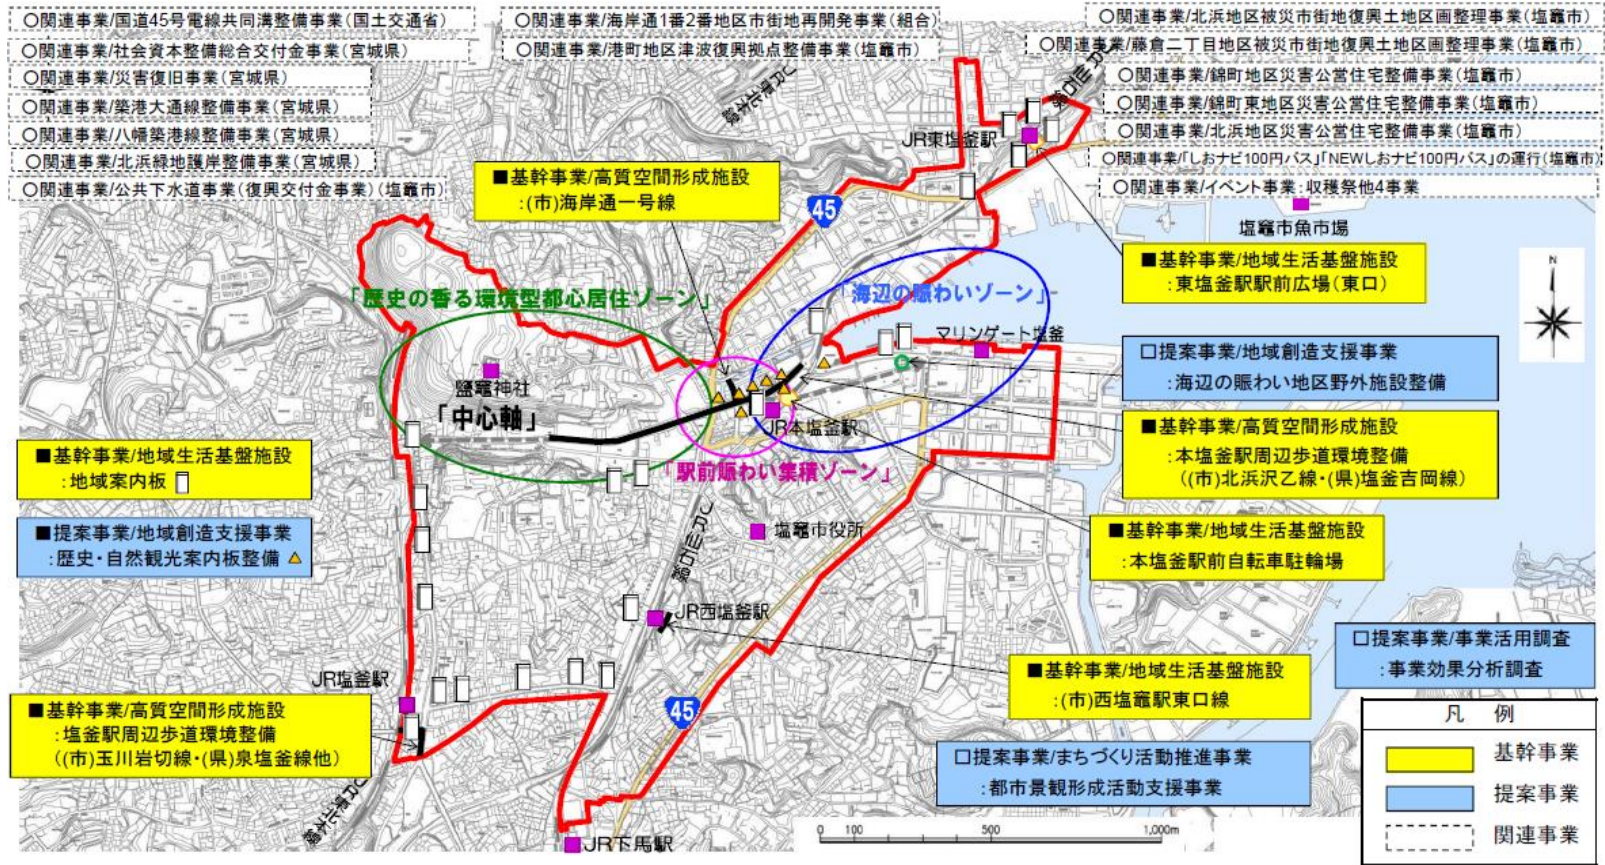 ○関連事業/国道45号電線共同溝整備事業(国土交通省)
○関連事業/社会資本整備総合交付金事業(宮城県)
○関連事業/災害復旧事業(宮城県)
○関連事業/築港大通線整備事業(宮城県)
○関連事業/八幡築港線整備事業(宮城県)
○関連事業/北浜緑地護岸整備事業(宮城県)
○関連事業/公共下水道事業(復興交付金事業)(塩竈市)
○関連事業/海岸通1番2番地区市街地再開発事業(組合)
○関連事業/港町地区津波復興拠点整備事業(塩竈市)
○関連事業/北浜地区被災市街地復興土地区画整理事業(塩竈市)
○関連事業/藤倉二丁目地区被災市街地復興土地区画整理事業(塩竈市)
○関連事業/錦町地区災害公営住宅整備事業(塩竈市)
○関連事業/錦町東地区災害公営住宅整備事業(塩竈市)
○関連事業/北浜地区災害公営住宅整備事業(塩竈市)
○関連事業/「しおナビ100円バス」「NEWしおナビ100円バス」の運行(塩竈市)
○関連事業/イベント事業:収穫祭他4事業
JR東北本線
JR仙石線
JR東塩釜駅
■基幹事業/高質空間形成施設
:(市)海岸通一号線
45
塩竈市魚市場
■基幹事業/地域生活基盤施設
:東塩釜駅駅前広場(東口)
N
「歴史の香る環境型都心居住ゾーン」
「海辺の賑わいゾーン」
マリンゲート塩釜
□提案事業/地域創造支援事業
:海辺の賑わい地区野外施設整備
鹽竈神社
「中心軸」
JR本塩釜駅
「駅前賑わい集積ゾーン」
■基幹事業/高質空間形成施設
:本塩釜駅周辺歩道環境整備
((市)北浜沢乙線・(県)塩釜吉岡線)
■基幹事業/地域生活基盤施設
:地域案内板
■提案事業/地域創造支援事業
:歴史・自然観光案内板整備
塩竈市役所
JR仙石線
■基幹事業/地域生活基盤施設
:本塩釜駅前自転車駐輪場
JR西塩釜駅
□提案事業/事業活用調査
:事業効果分析調査
■基幹事業/地域生活基盤施設
:(市)西塩竈駅東口線
JR塩釜駅
■基幹事業/高質空間形成施設
:塩釜駅周辺歩道環境整備
((市)玉川岩切線・(県)泉塩釜線他)
45
□提案事業/まちづくり活動推進事業
:都市景観形成活動支援事業
凡 例
基幹事業
提案事業
関連事業
JR東北本線
JR下馬駅
0 100 500 1,000m